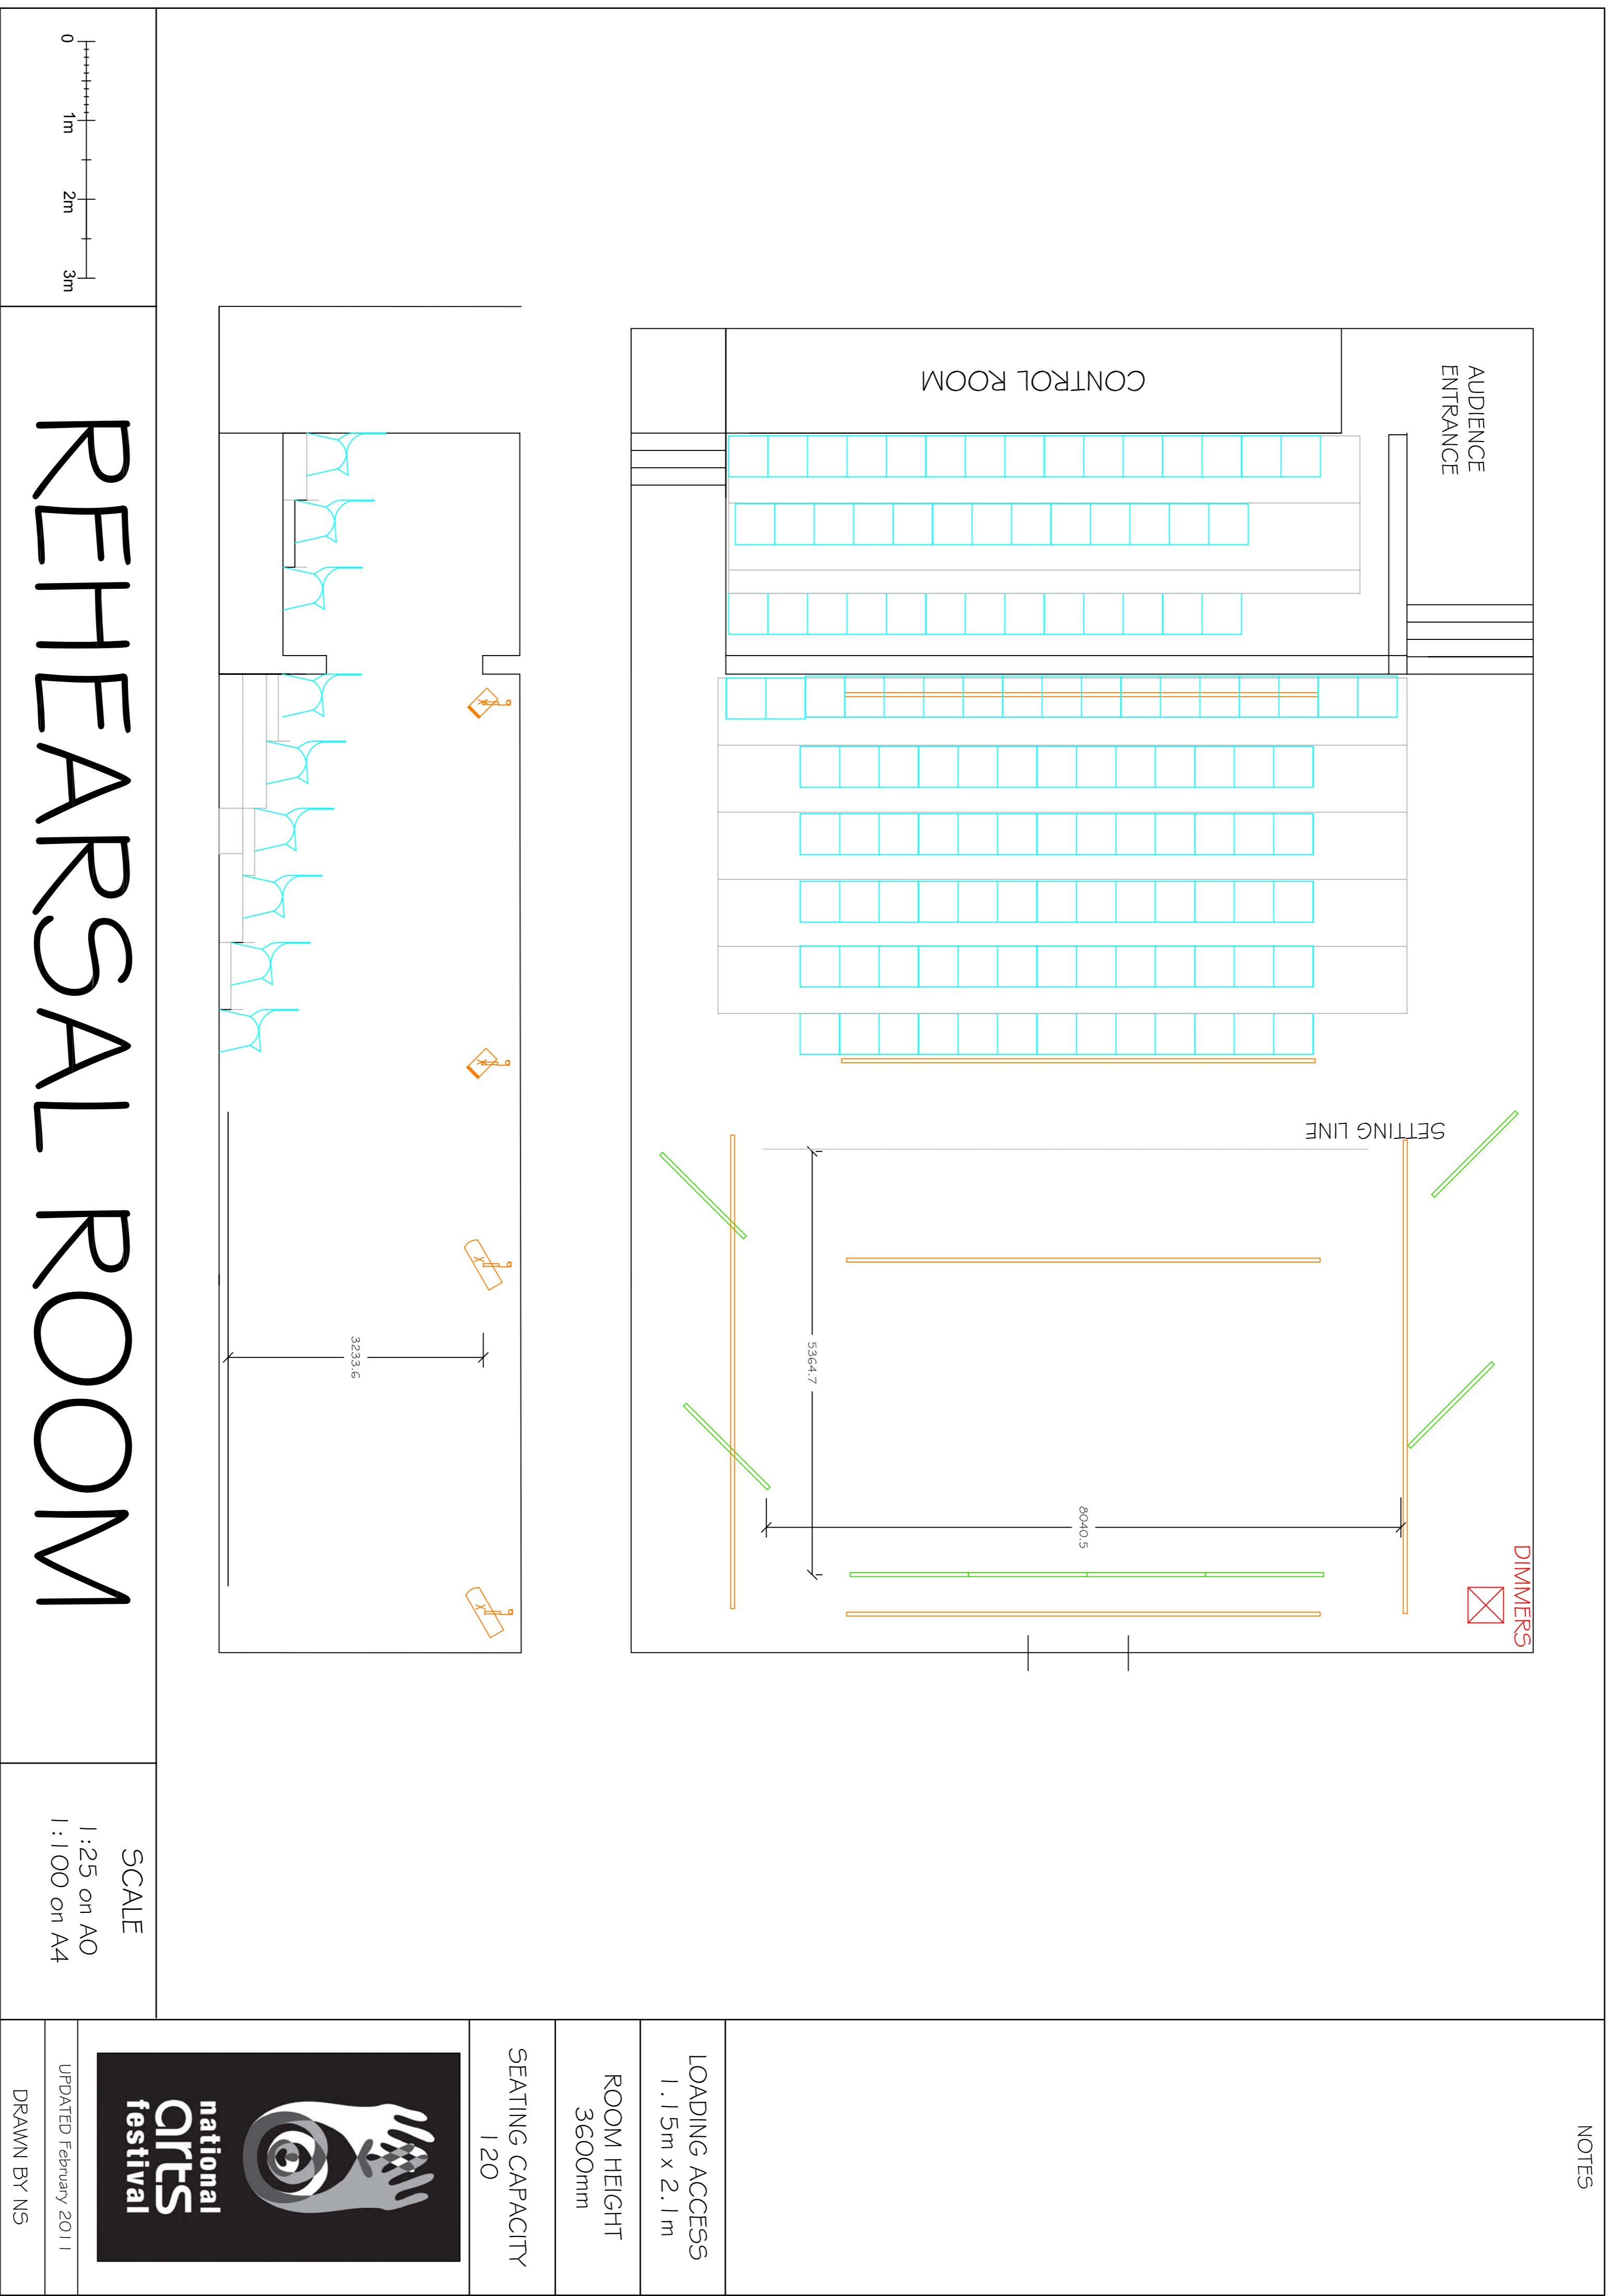 NOTES
AUDIENCE
ENTRANCE
CONTROL ROOM
SETTING LINE
DIMMERS
5364.7
8040.5
3233.6
0
1m
2m
3m
REHEARSAL ROOM
SCALE
1:25 on A0
1:100 on A4
LOADING ACCESS
1.15m x 2.1m
ROOM HEIGHT
3600mm
SEATING CAPACITY
120
national
arts
festival
UPDATED February 2011
DRAWN BY NS